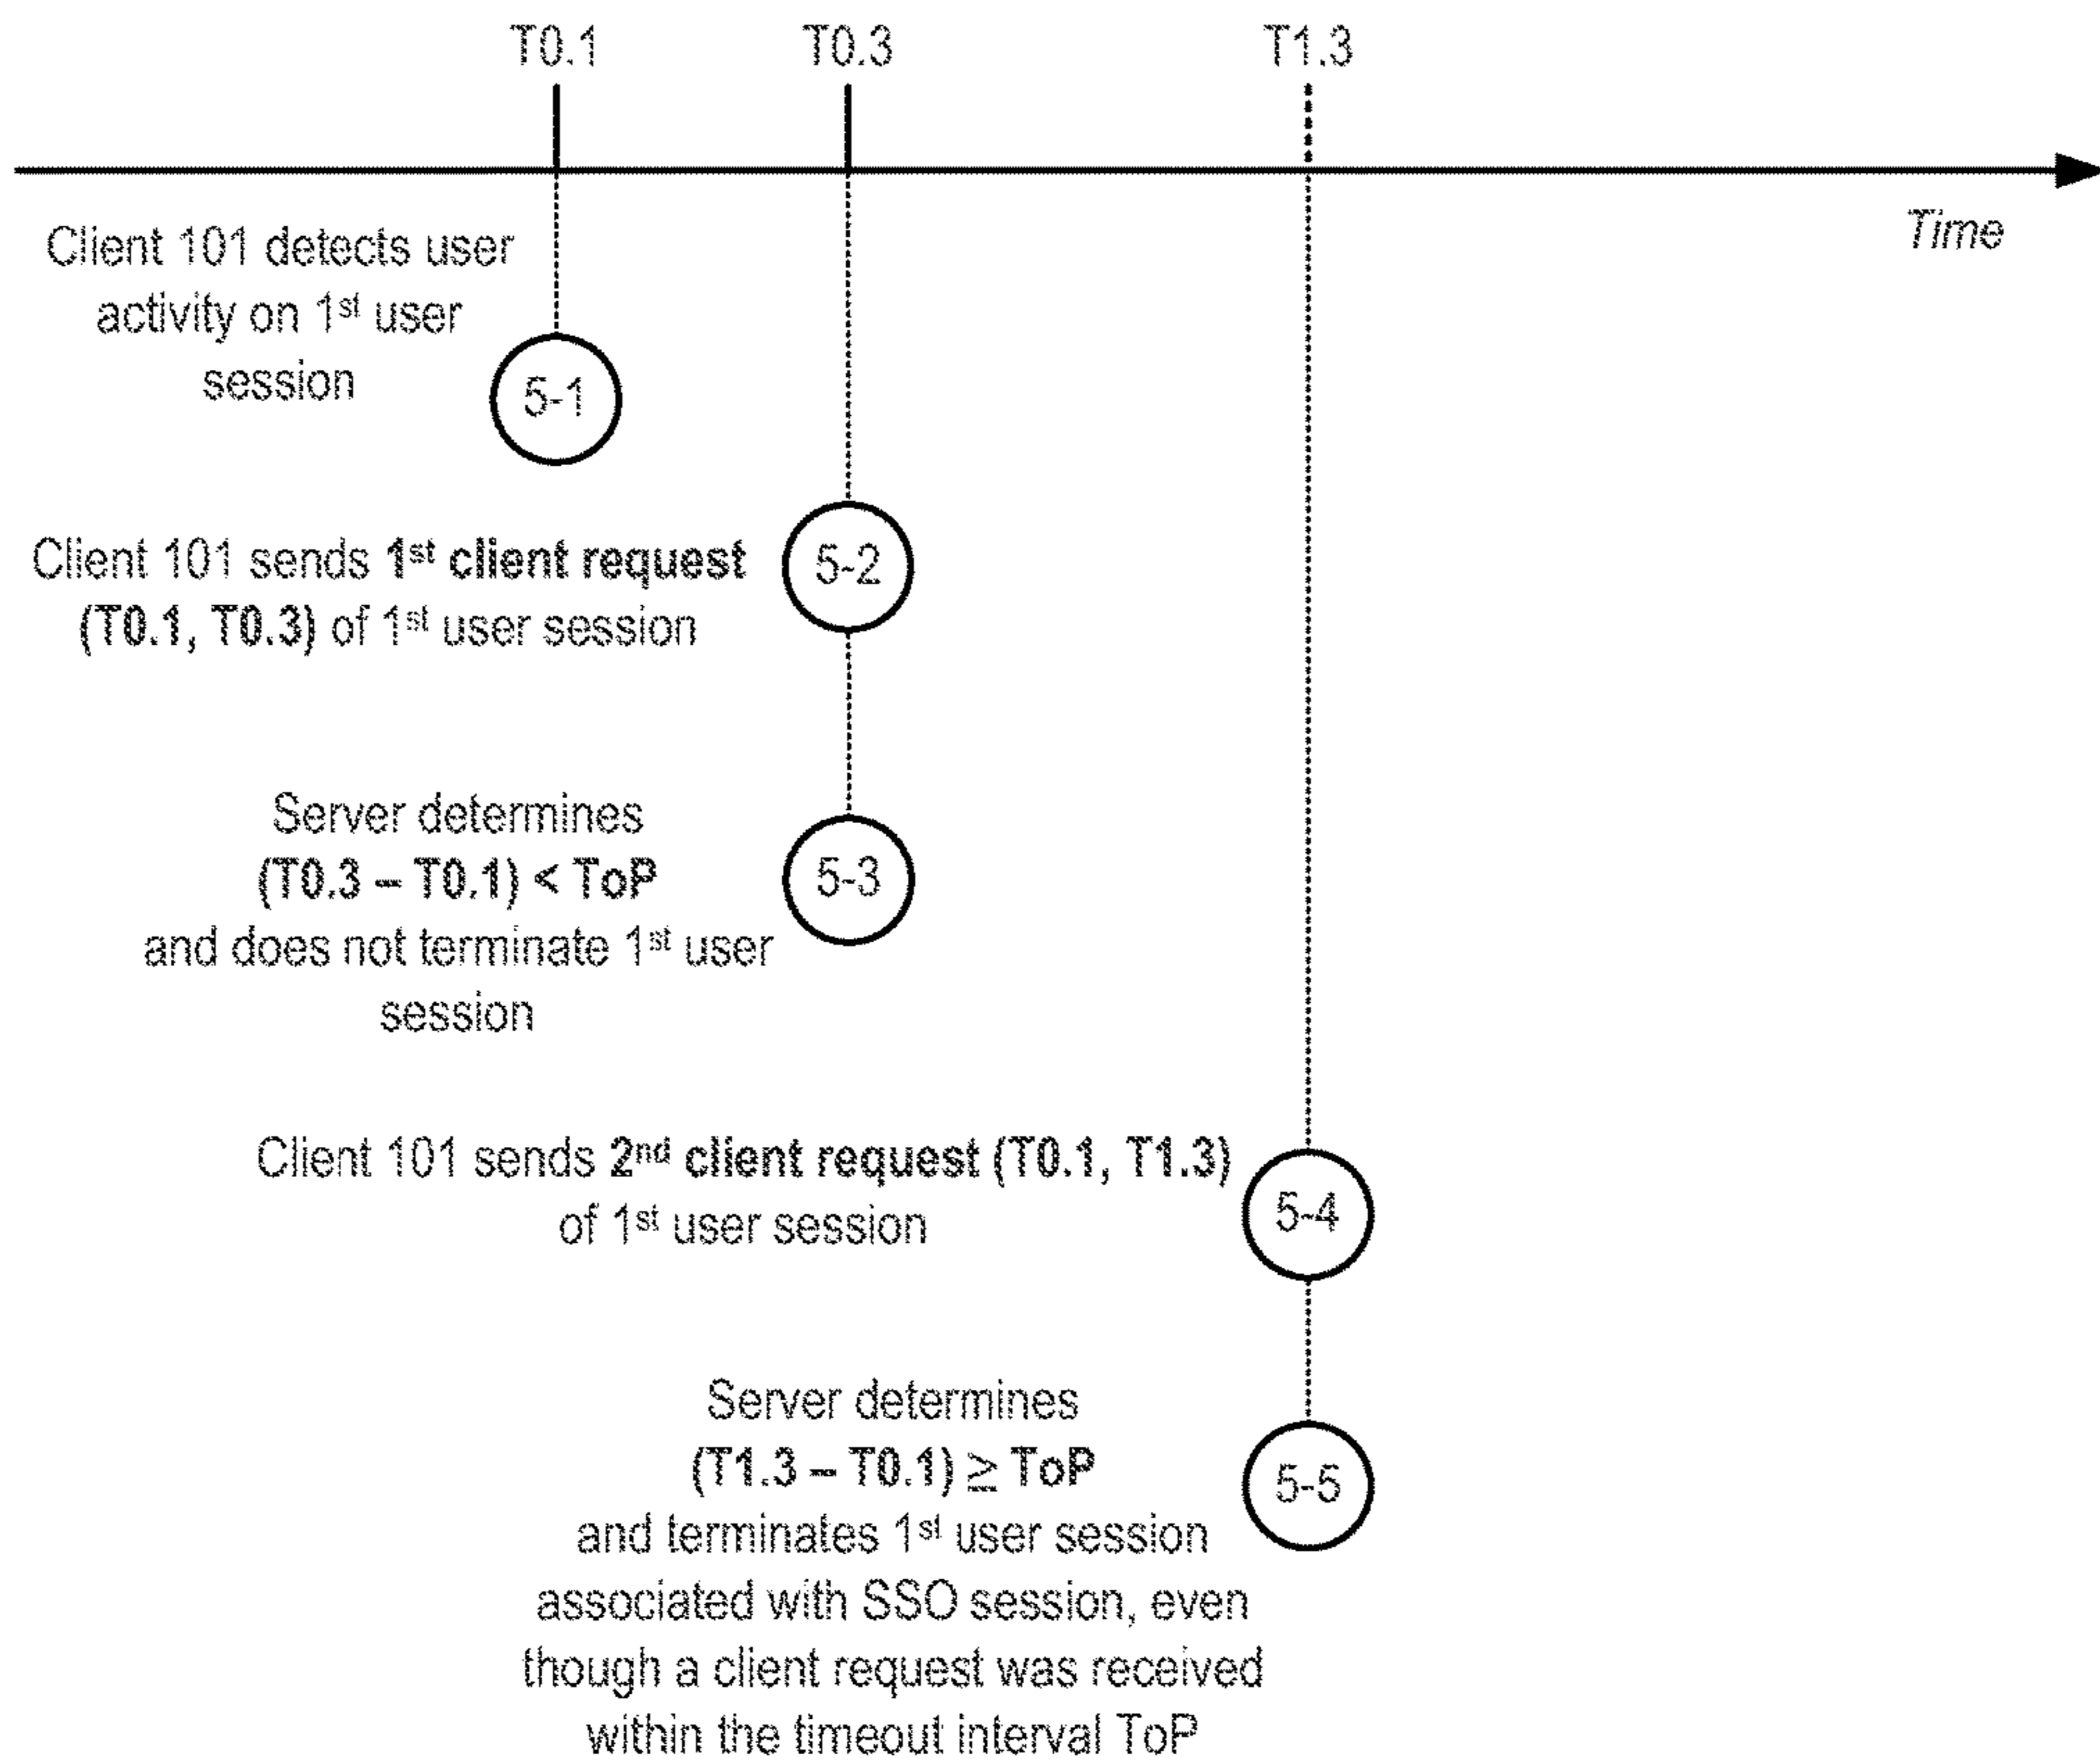 T0.1 T0.3 T1.3
Time
Client 101 detects user
activity on 1st user
session
5-1
Client 101 sends 1st client request
(T0.1, T0.3) of 1st user session
5-2
Server determines
(T0.3 – T0.1) < ToP
and does not terminate 1st user
session
5-3
Client 101 sends 2nd client request (T0.1, T1.3)
of 1st user session
5-4
Server determines
(T1.3 – T0.1) ≥ ToP
and terminates 1st user session
associated with SSO session, even
though a client request was received
within the timeout interval ToP
5-5